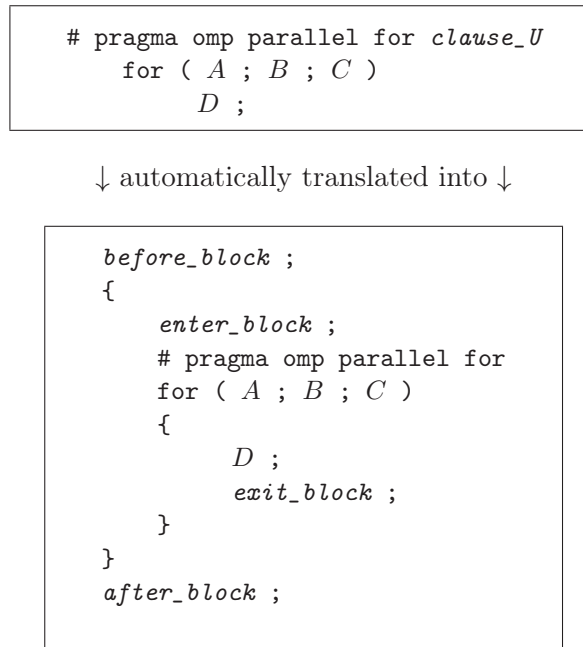 # pragma omp parallel for clause_U
for ( A ; B ; C )
D ;
↓ automatically translated into ↓
before_block ;
{
enter_block ;
# pragma omp parallel for
for ( A ; B ; C )
{
D ;
exit_block ;
}
}
after_block ;